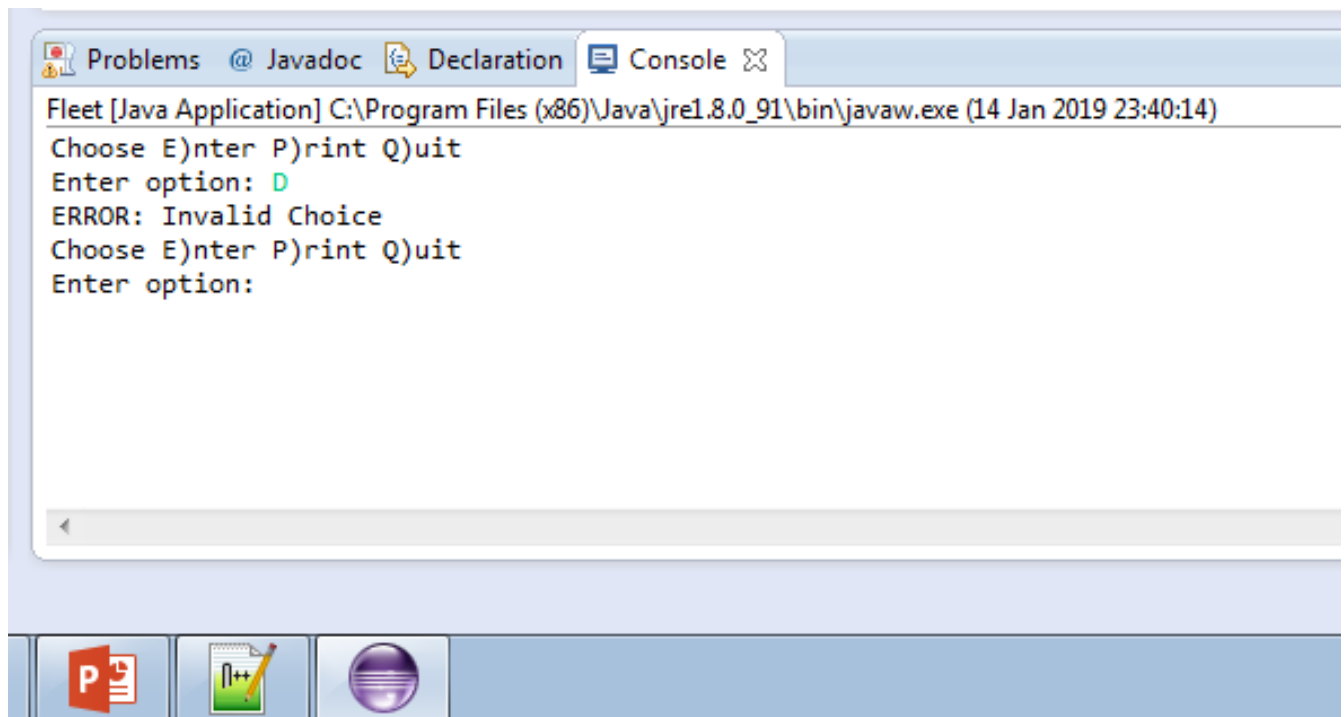 Problems @ Javadoc Declaration Console
Fleet [Java Application] C:\Program Files (x86)\Java\jre1.8.0_91\bin\javaw.exe (14 Jan 2019 23:40:14)
Choose E)nter P)rint Q)uit
Enter option: D
ERROR: Invalid Choice
Choose E)nter P)rint Q)uit
Enter option:
P N++